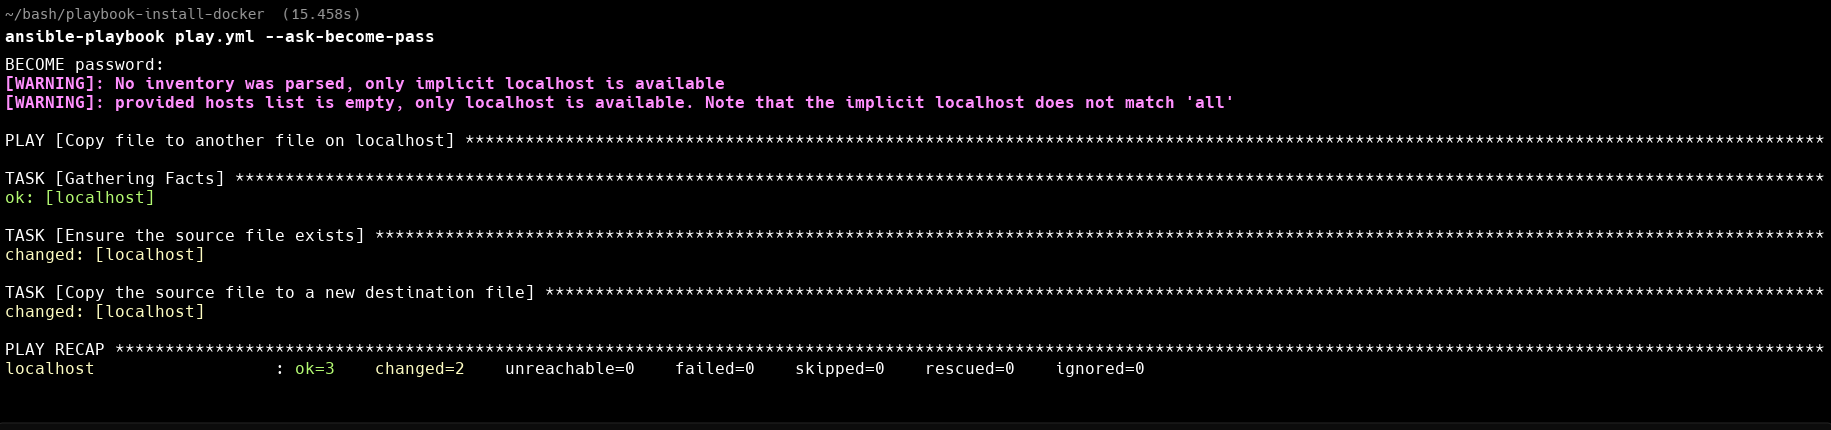 ~/bash/playbook-install-docker (15.458s)
ansible-playbook play.yml --ask-become-pass
BECOME password:
[WARNING]: No inventory was parsed, only implicit localhost is available
[WARNING]: provided hosts list is empty, only localhost is available. Note that the implicit localhost does not match 'all'
PLAY [Copy file to another file on localhost] ****************************************************************************************************************************************
TASK [Gathering Facts] ***************************************************************************************************************************************************************
ok: [localhost]
TASK [Ensure the source file exists] *************************************************************************************************************************************************
changed: [localhost]
TASK [Copy the source file to a new destination file] ********************************************************************************************************************************
changed: [localhost]
PLAY RECAP ***************************************************************************************************************************************************************************
localhost                  : ok=3    changed=2    unreachable=0    failed=0    skipped=0    rescued=0    ignored=0